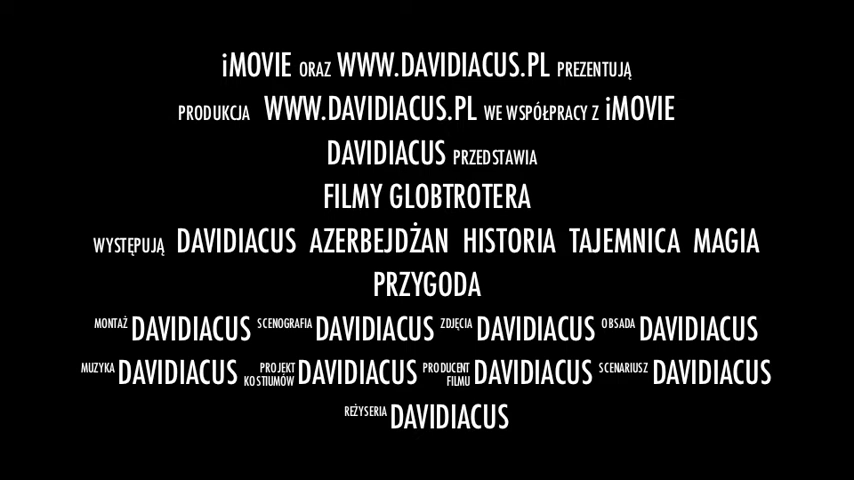 iMOVIE ORAZ WWW.DAVIDIACUS.PL PREZENTUJĄ
PRODUKCJA WWW.DAVIDIACUS.PL WE WSPÓŁPRACY Z iMOVIE
DAVIDIACUS PRZEDSTAWIA
FILMY GLOBTROTERA
WYSTĘPUJĄ DAVIDIACUS AZERBEJDŻAN HISTORIA TAJEMNICA MAGIA
PRZYGODA
MONTAŻ DAVIDIACUS SCENOGRAFIA DAVIDIACUS ZDJĘCIA DAVIDIACUS OBSADA DAVIDIACUS
MUZYKA DAVIDIACUS PROJEKT KOSTIUMÓW DAVIDIACUS PRODUCENT FILMU DAVIDIACUS SCENARIUSZ DAVIDIACUS
REŻYSERIA DAVIDIACUS